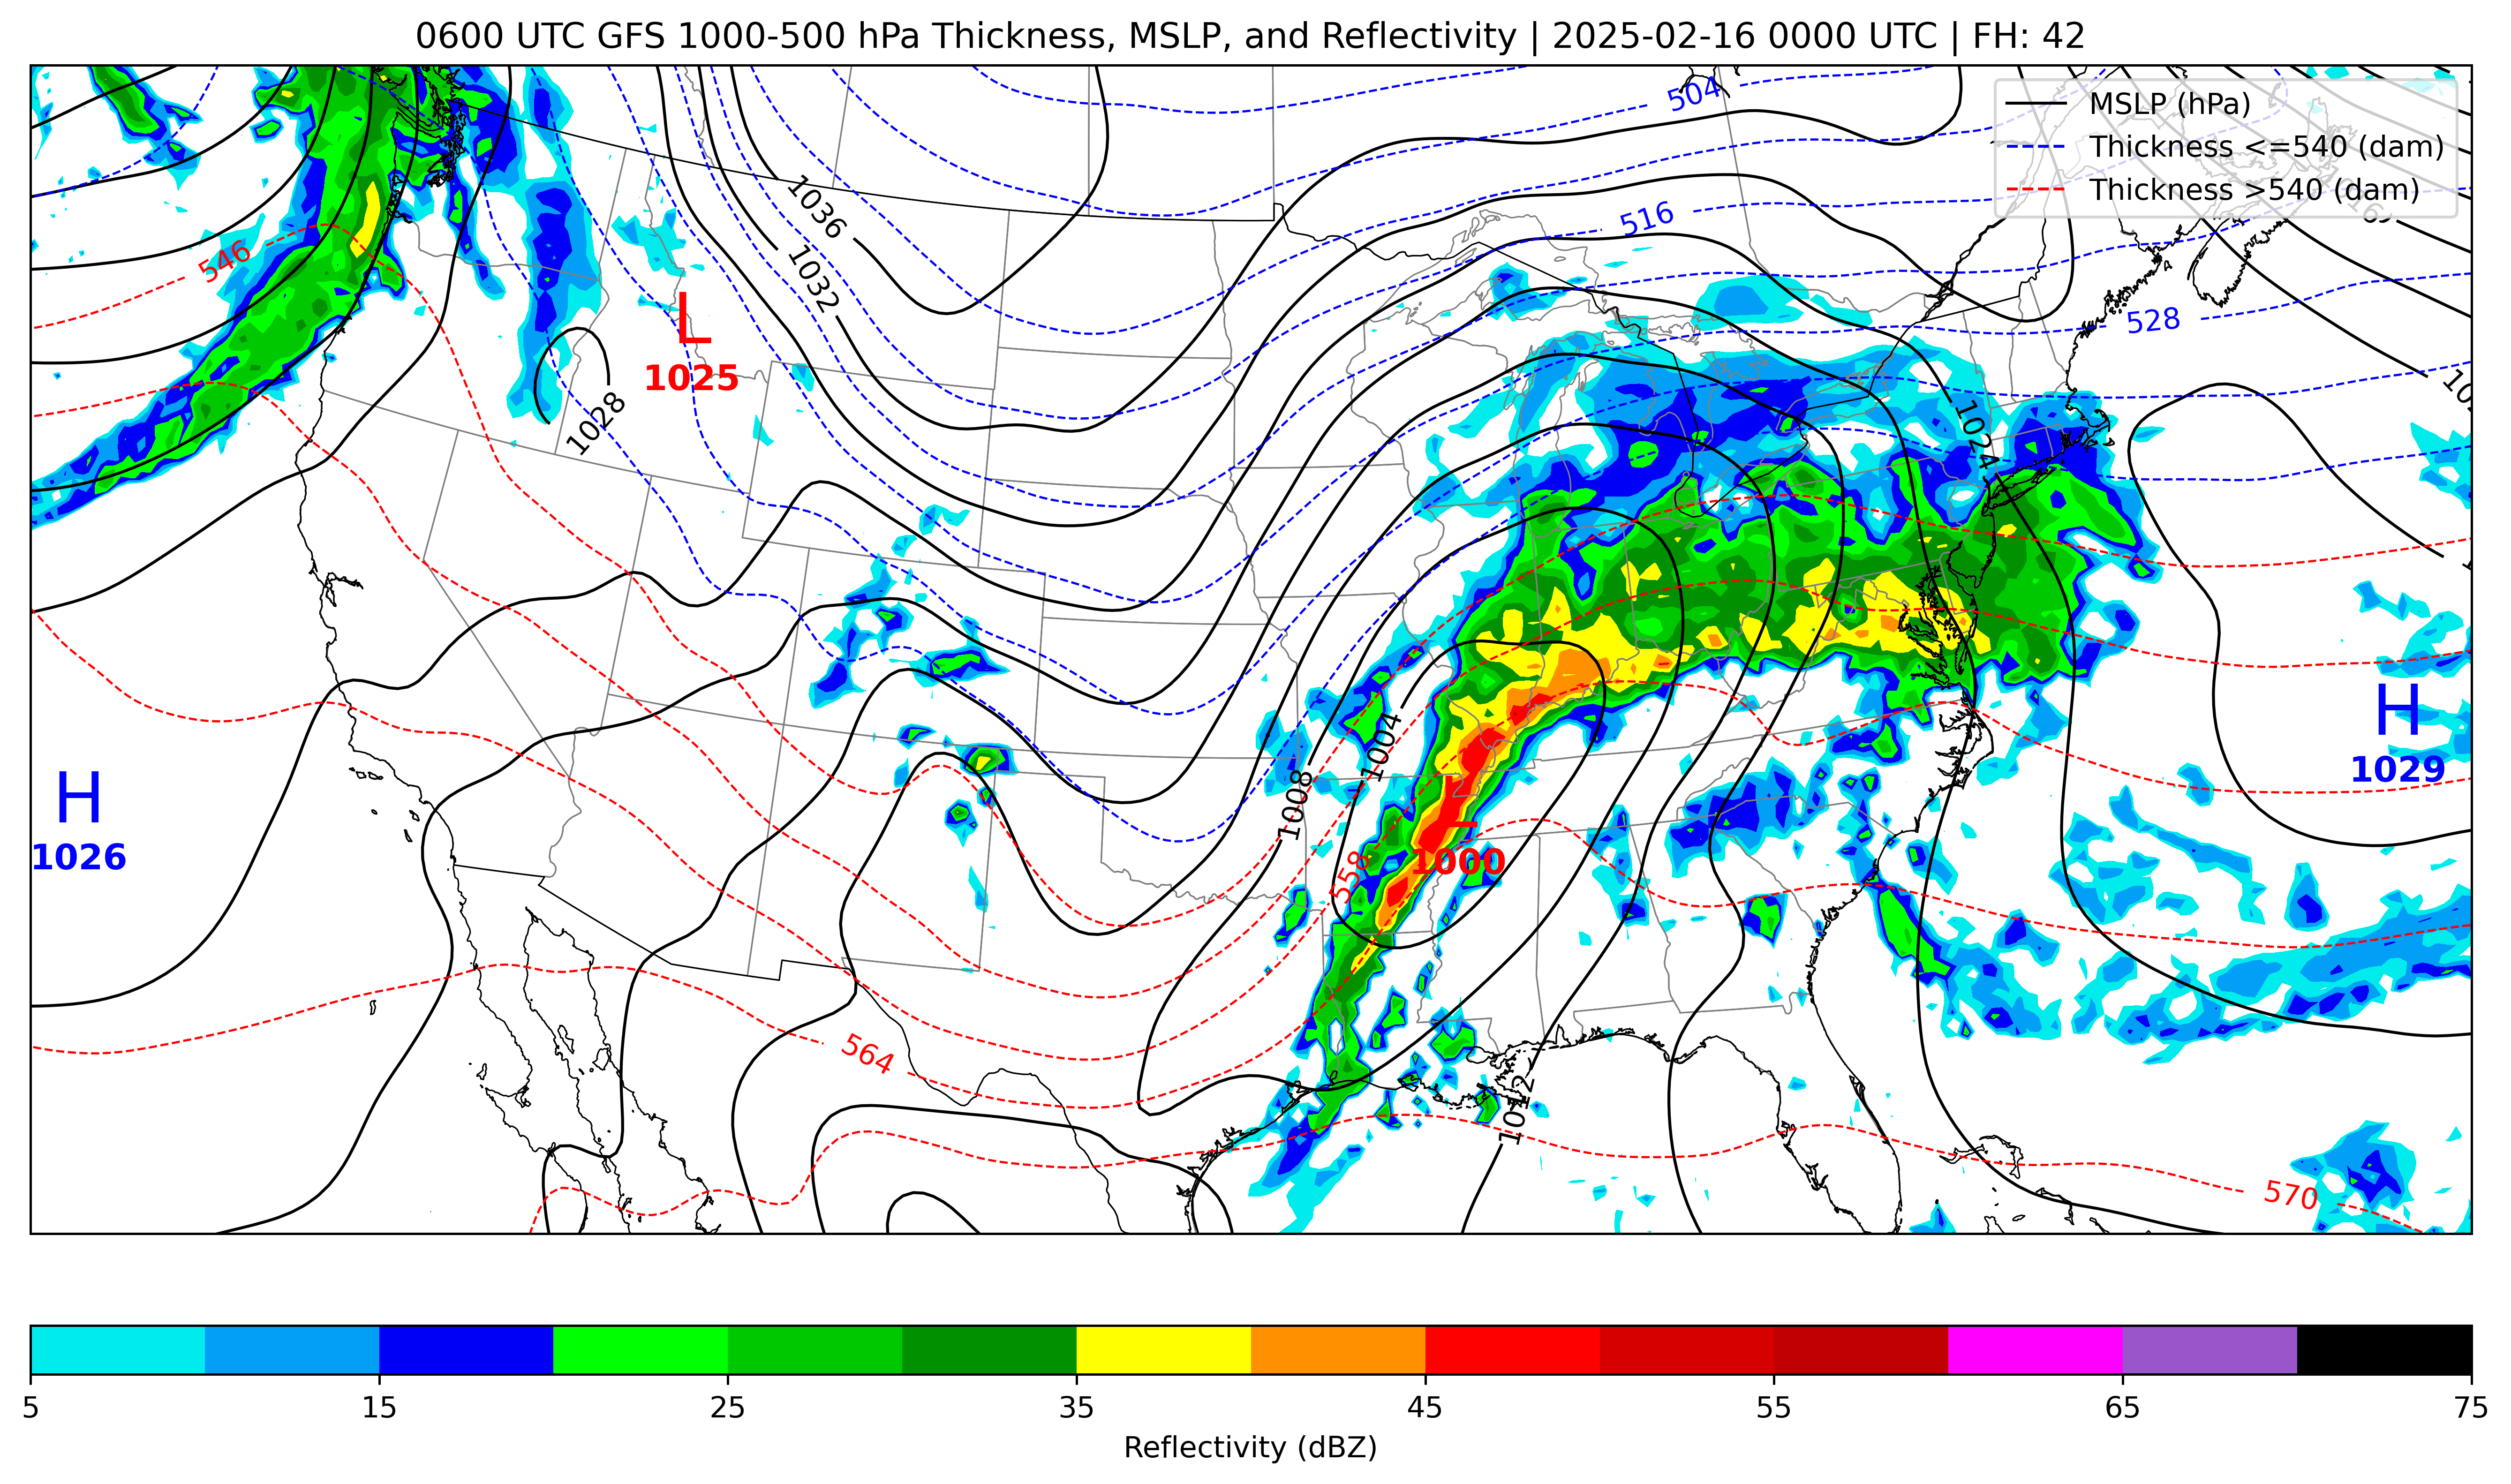 0600 UTC GFS 1000-500 hPa Thickness, MSLP, and Reflectivity | 2025-02-16 0000 UTC | FH: 42
MSLP (hPa)
Thickness <=540 (dam)
Thickness >540 (dam)
504
516
528
546
558
564
570
1036
1032
1028
1024
1004
1008
1012
L
1025
L
1000
H
1026
H
1029
5
15
25
35
45
55
65
75
Reflectivity (dBZ)